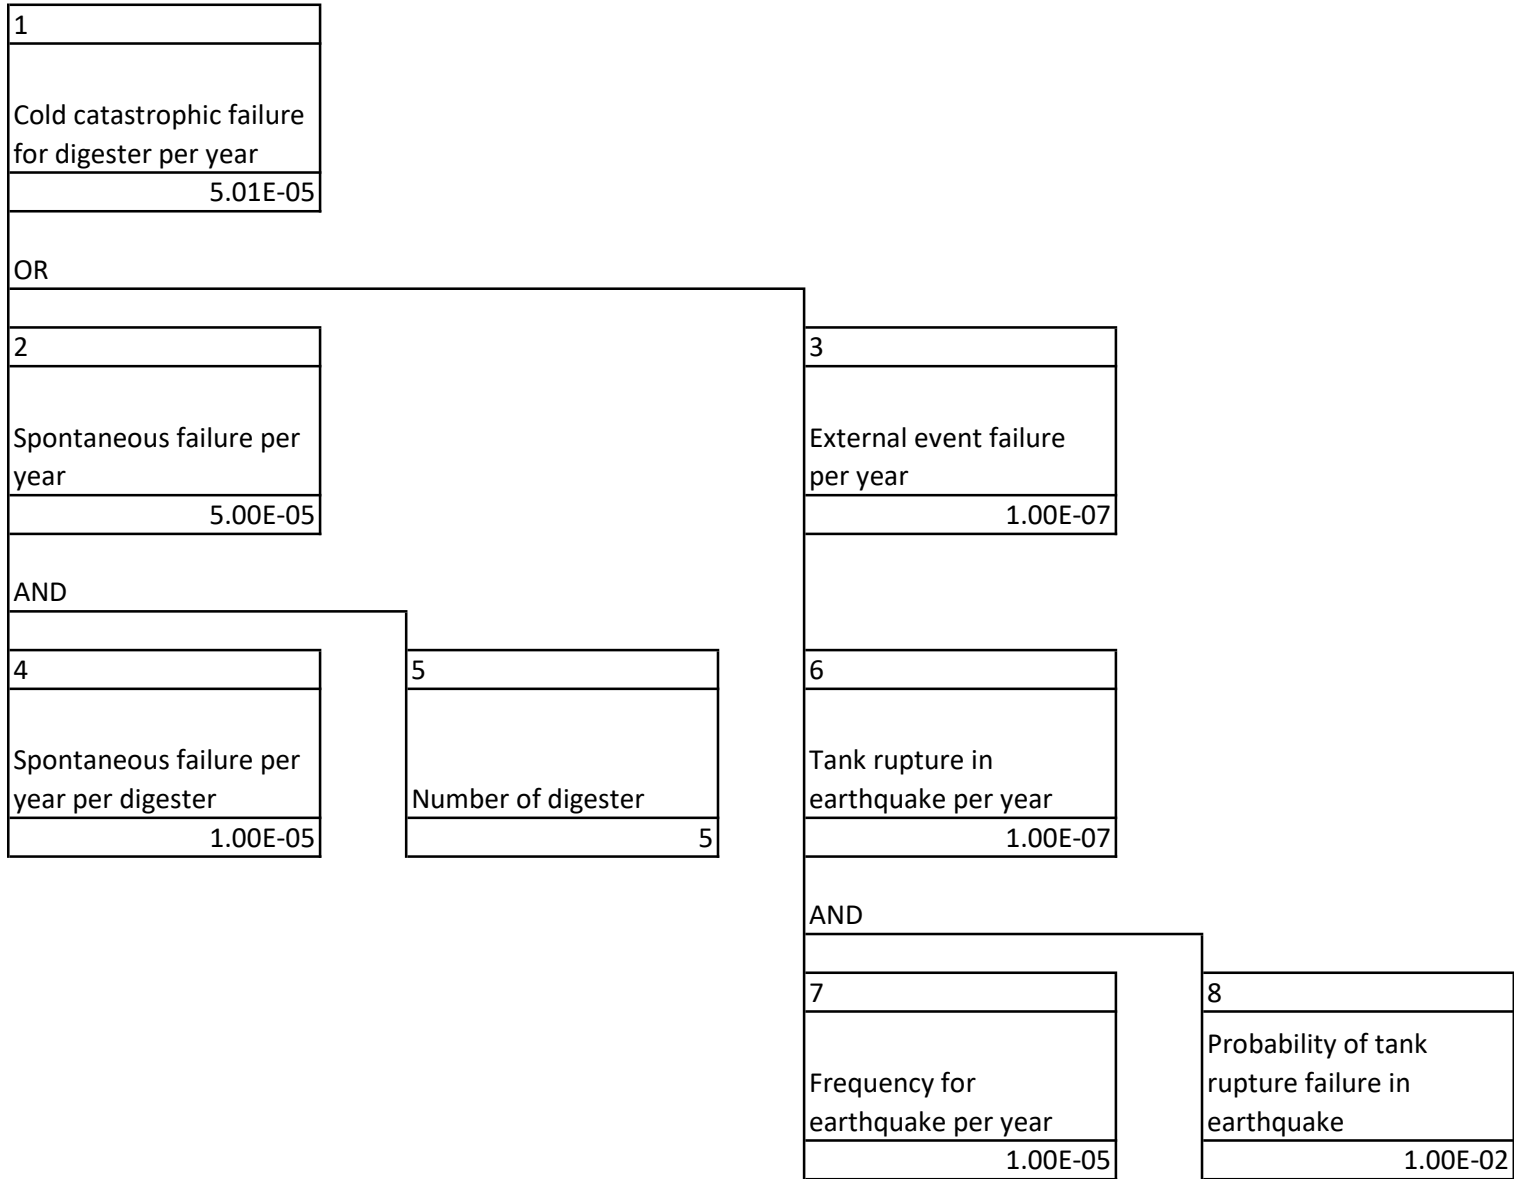 1
Cold catastrophic failure
for digester per year
5.01E-05
OR
2
Spontaneous failure per
year
5.00E-05
3
External event failure
per year
1.00E-07
AND
4
Spontaneous failure per
year per digester
1.00E-05
5
Number of digester
5
6
Tank rupture in
earthquake per year
1.00E-07
AND
7
Frequency for
earthquake per year
1.00E-05
8
Probability of tank
rupture failure in
earthquake
1.00E-02